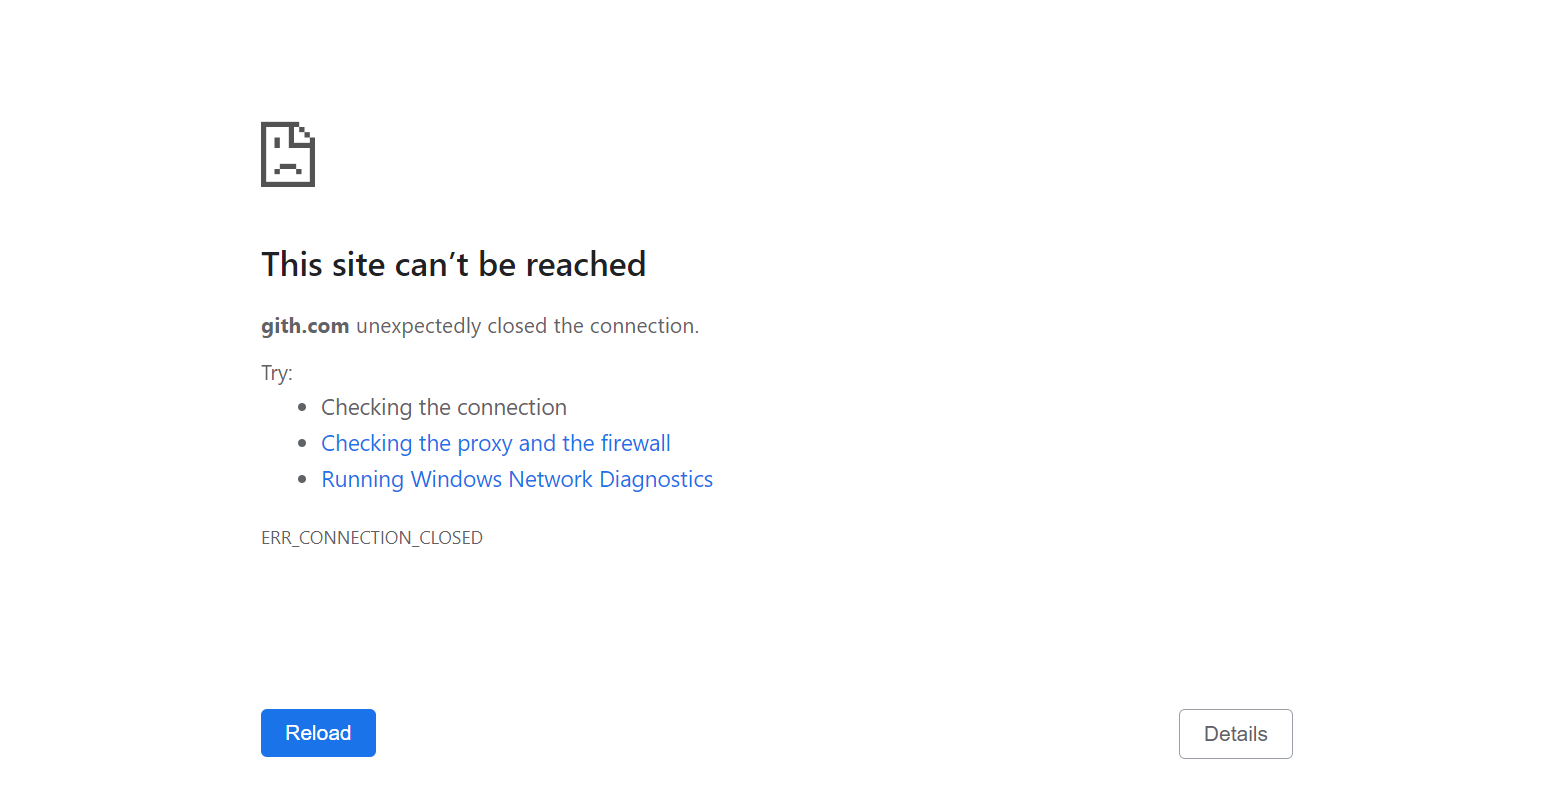 This site can’t be reached
gith.com unexpectedly closed the connection.
Try:
Checking the connection
Checking the proxy and the firewall
Running Windows Network Diagnostics
ERR_CONNECTION_CLOSED
Reload
Details